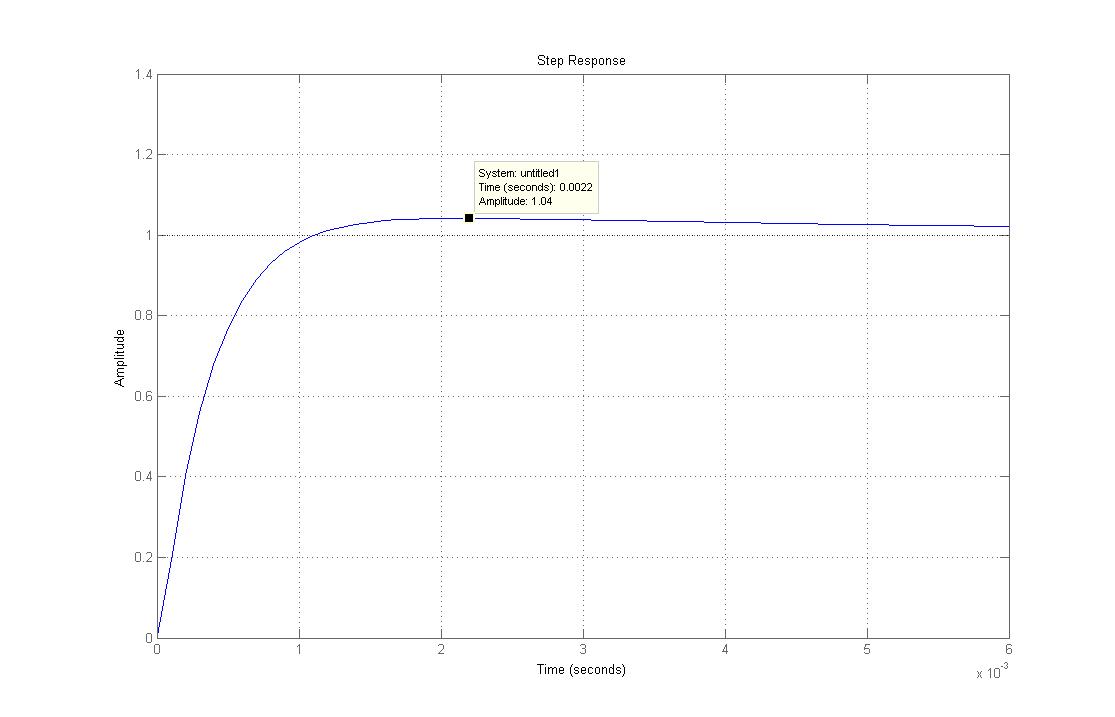 Step Response
1.4
1.2
1
0.8
0.6
0.4
0.2
0
Amplitude
System: untitled1
Time (seconds): 0.0022
Amplitude: 1.04
0 1 2 3 4 5 6
Time (seconds)
x 10^-3